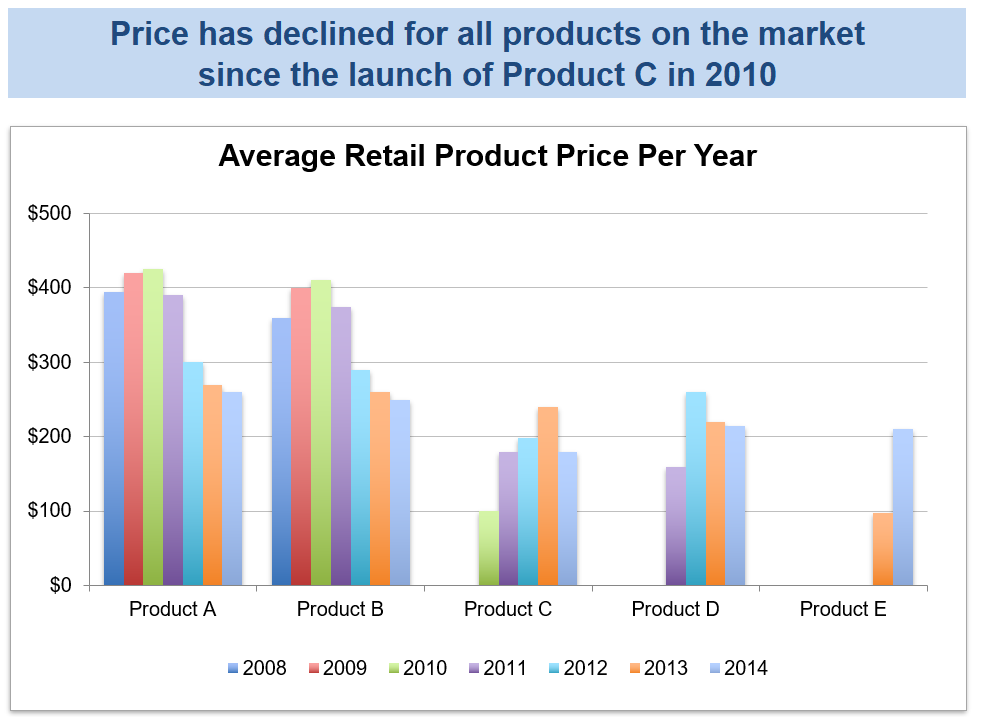 Price has declined for all products on the market
since the launch of Product C in 2010
Average Retail Product Price Per Year
$500
$400
$300
$200
$100
$0
Product A
Product B
Product C
Product D
Product E
2008 2009 2010 2011 2012 2013 2014